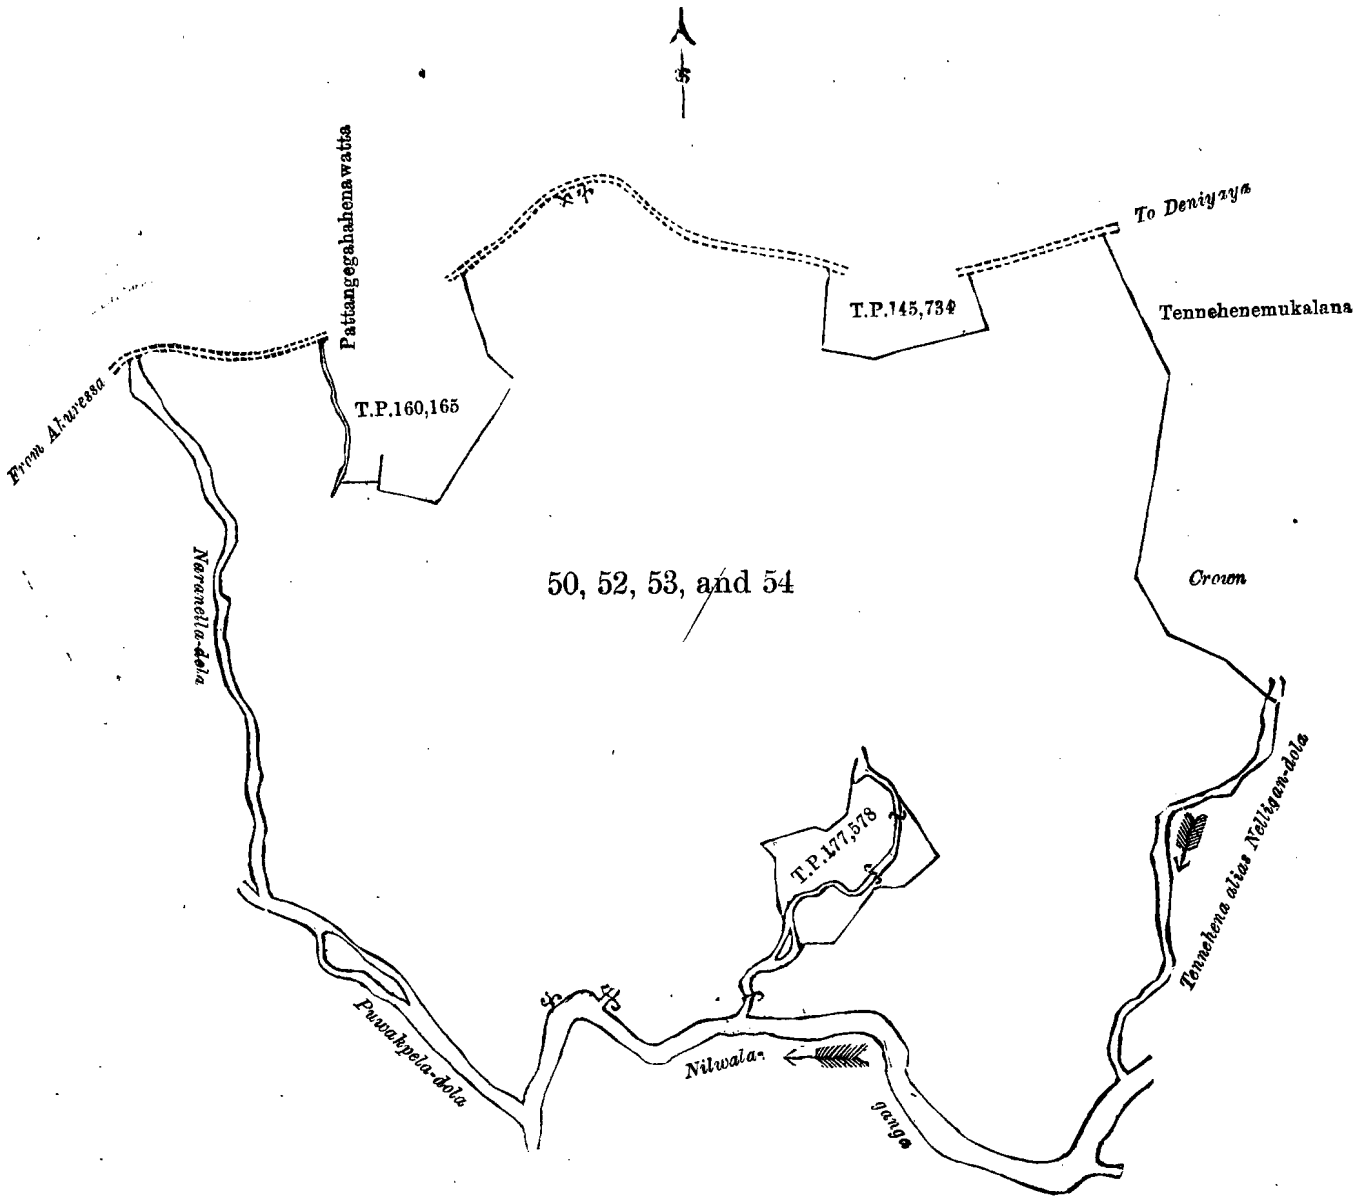 Pattangegahahenawatta
To Deniyaya
T.P.145,734
Tennehenemukalana
From Akuressa
T.P.160,165
50, 52, 53, and 54
Crown
Naraneila-dola
T.P.177,578
Tennehena alias Nelligan-dola
Puwakpela-dola
Nilwala-
ganga